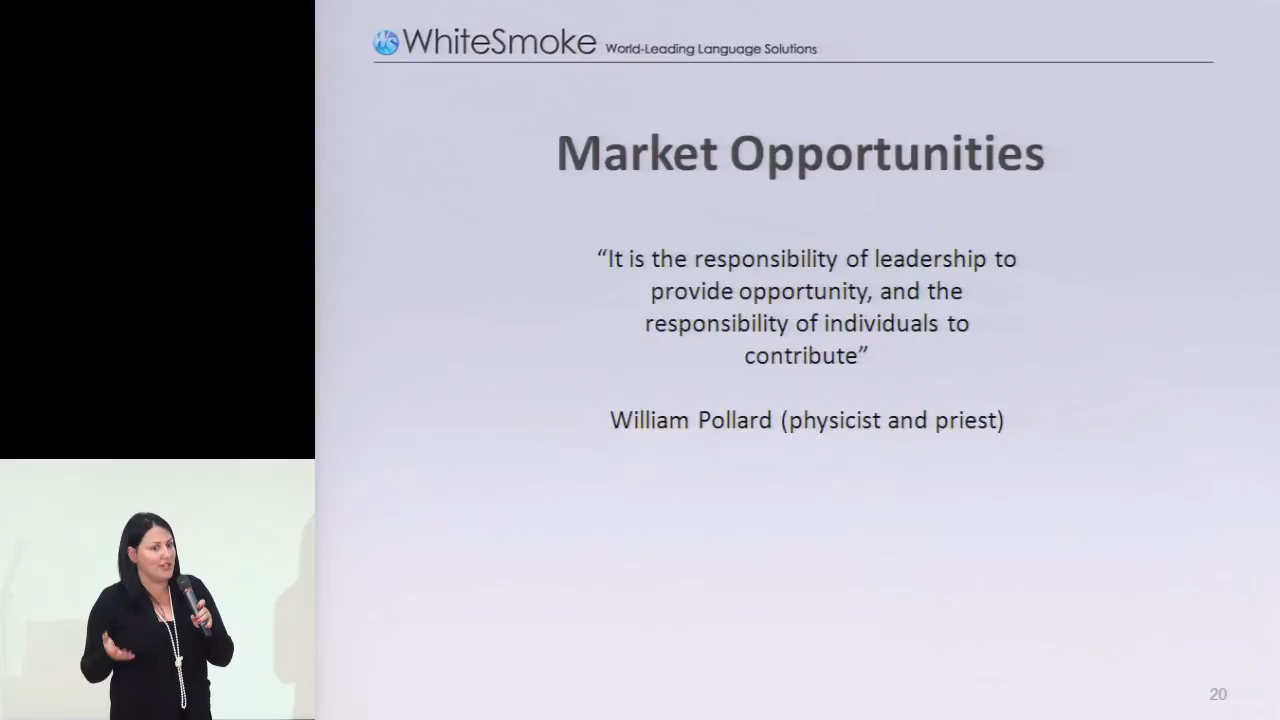 WhiteSmoke World-Leading Language Solutions
Market Opportunities
“It is the responsibility of leadership to
provide opportunity, and the
responsibility of individuals to
contribute”
William Pollard (physicist and priest)
20